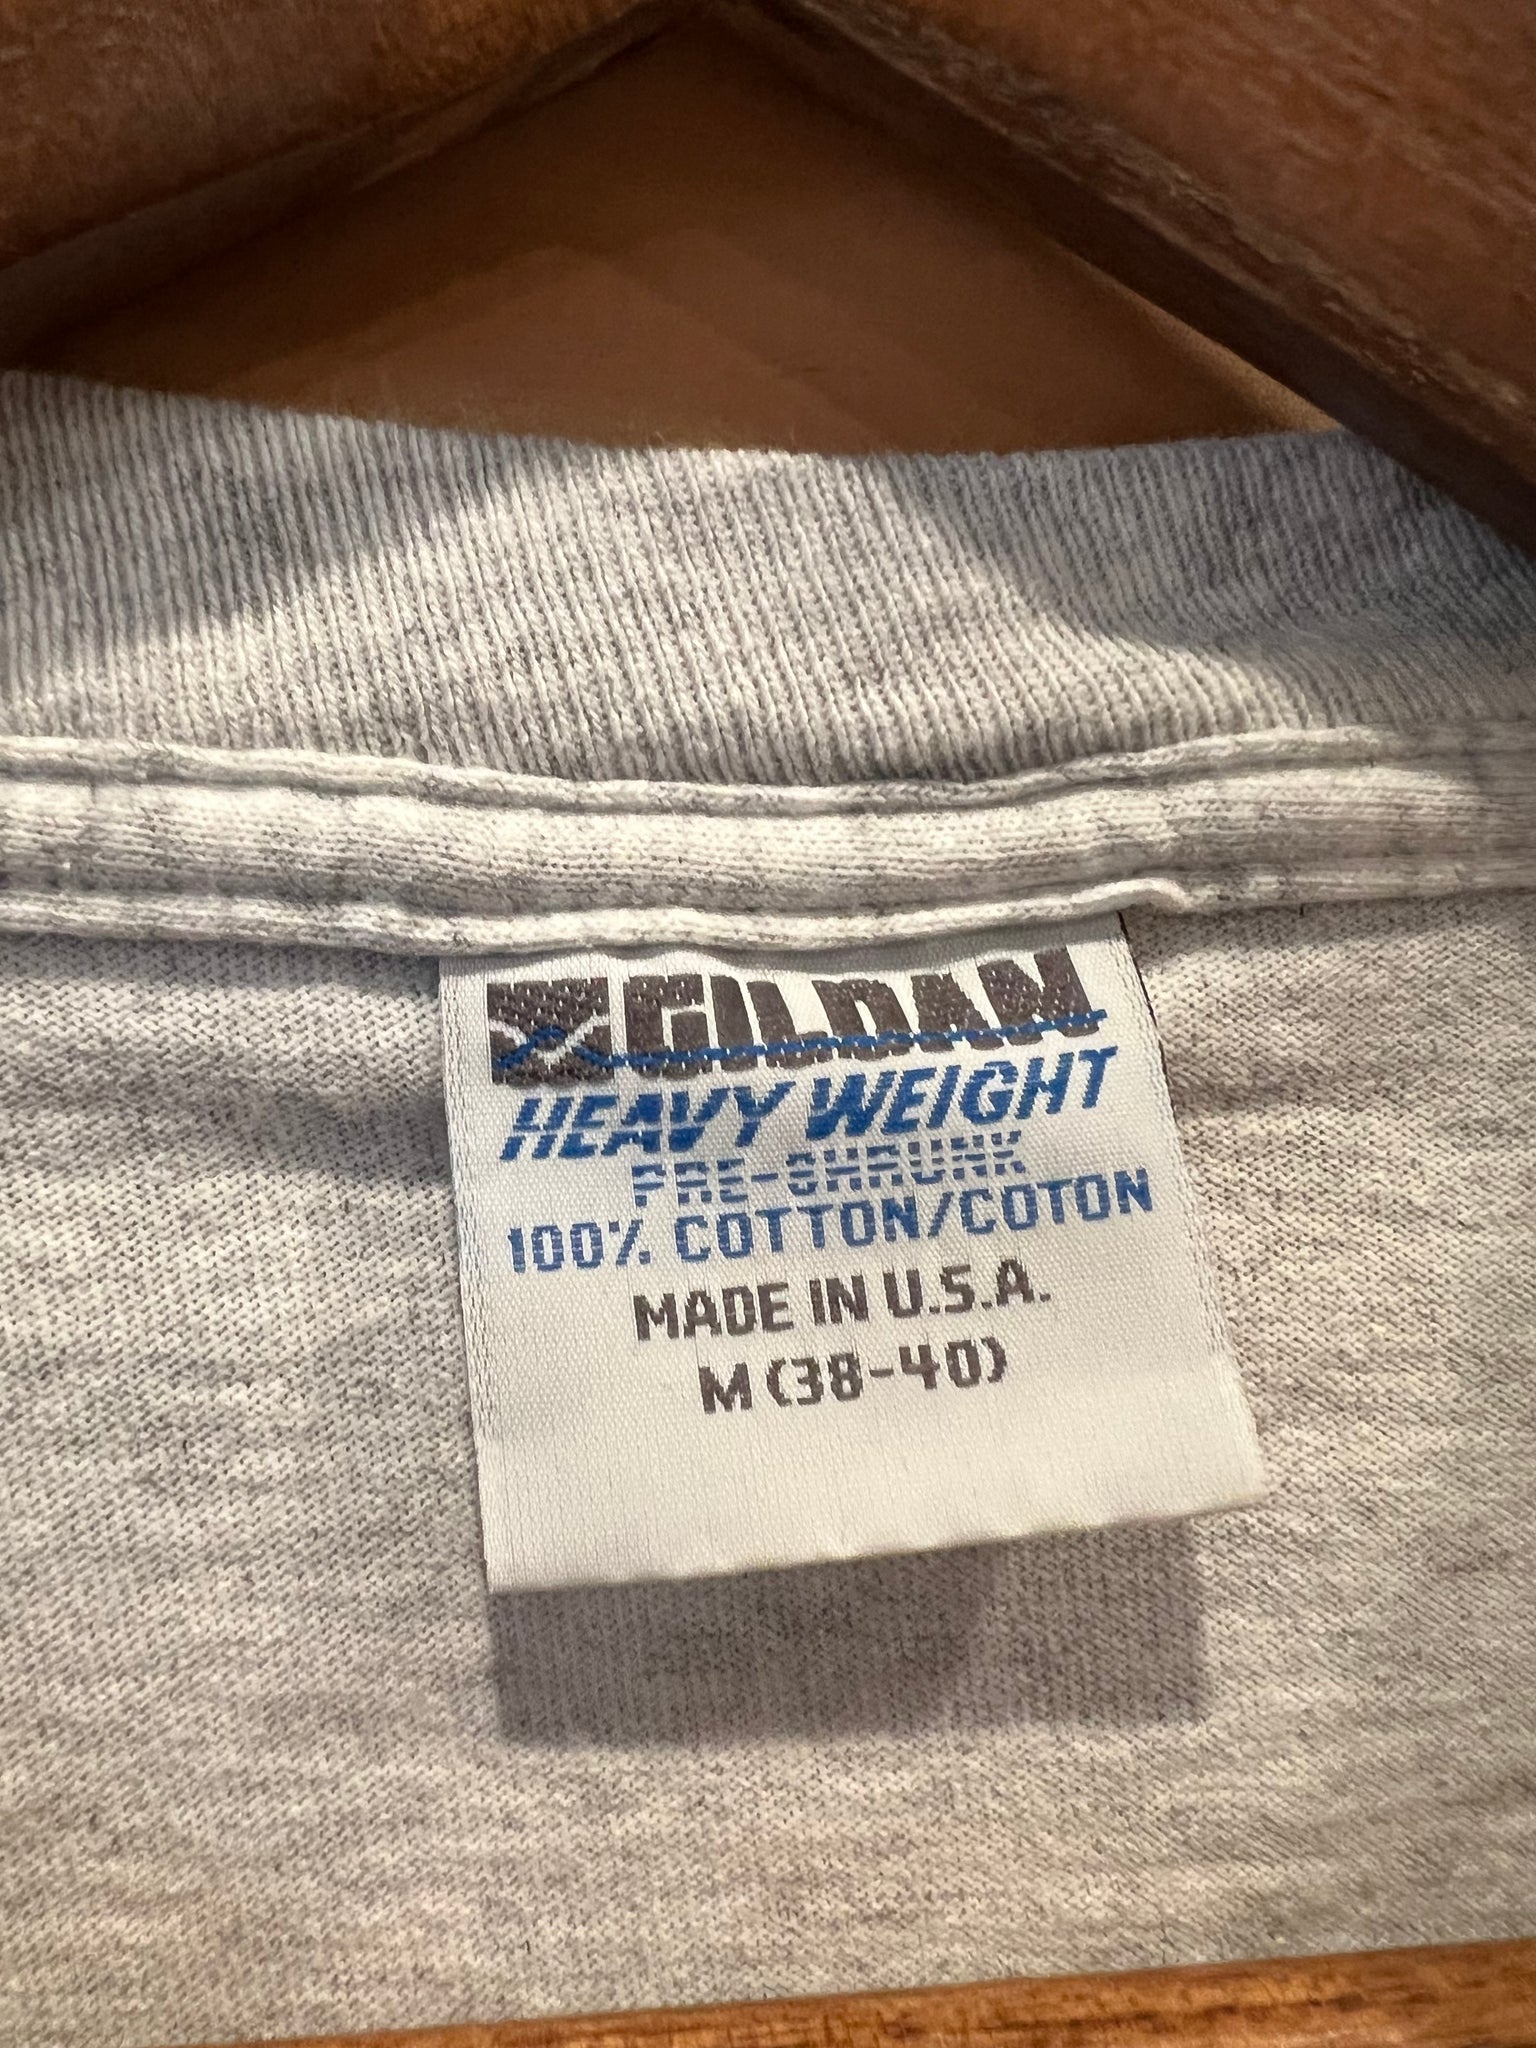 GILDAN
HEAVY WEIGHT
PRE-SHRUNK
100% COTTON/COTON
MADE IN U.S.A.
M (38-40)